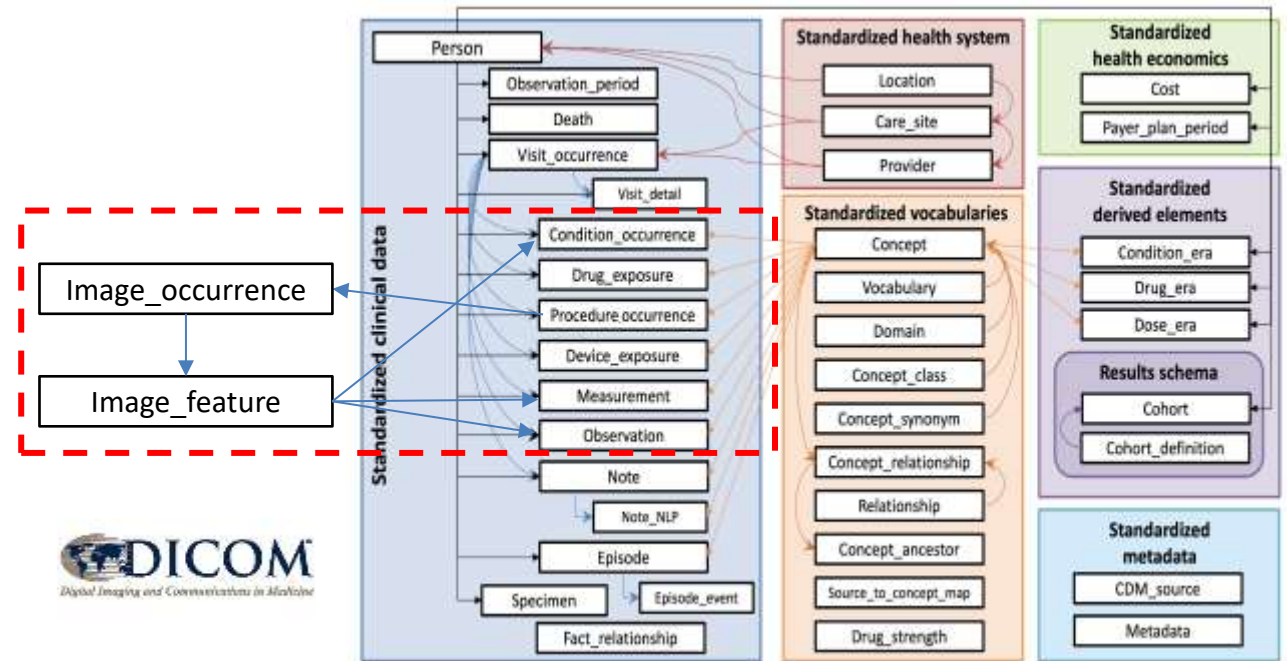 Image_occurrence
Image_feature
DICOM
Digital Imaging and Communications in Medicine
Standardized clinical data
Person
Observation_period
Death
Visit_occurrence
Visit_detail
Condition_occurrence
Drug_exposure
Procedure_occurrence
Device_exposure
Measurement
Observation
Note
Note_NLP
Episode
Specimen
Episode_event
Fact_relationship
Standardized health system
Location
Care_site
Provider
Standardized vocabularies
Concept
Vocabulary
Domain
Concept_class
Concept_synonym
Concept_relationship
Relationship
Concept_ancestor
Source_to_concept_map
Drug_strength
Standardized
health economics
Cost
Payer_plan_period
Standardized
derived elements
Condition_era
Drug_era
Dose_era
Results schema
Cohort
Cohort_definition
Standardized
metadata
CDM_source
Metadata